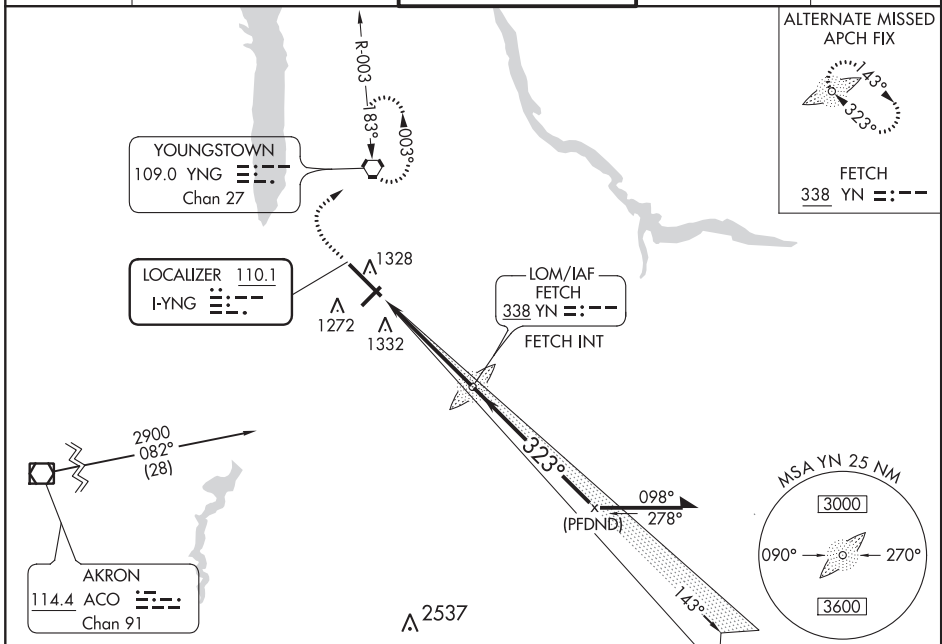 ALTERNATE MISSED
APCH FIX
143°
323°
FETCH
338 YN
R-003
183°
003°
YOUNGSTOWN
109.0 YNG
Chan 27
LOCALIZER 110.1
I-YNG
1328
1272
1332
LOM/IAF
FETCH
338 YN
FETCH INT
2900
082°
(28)
323°
098°
278°
(PFDND)
143°
MSA YN 25 NM
3000
090°
270°
3600
AKRON
114.4 ACO
Chan 91
2537